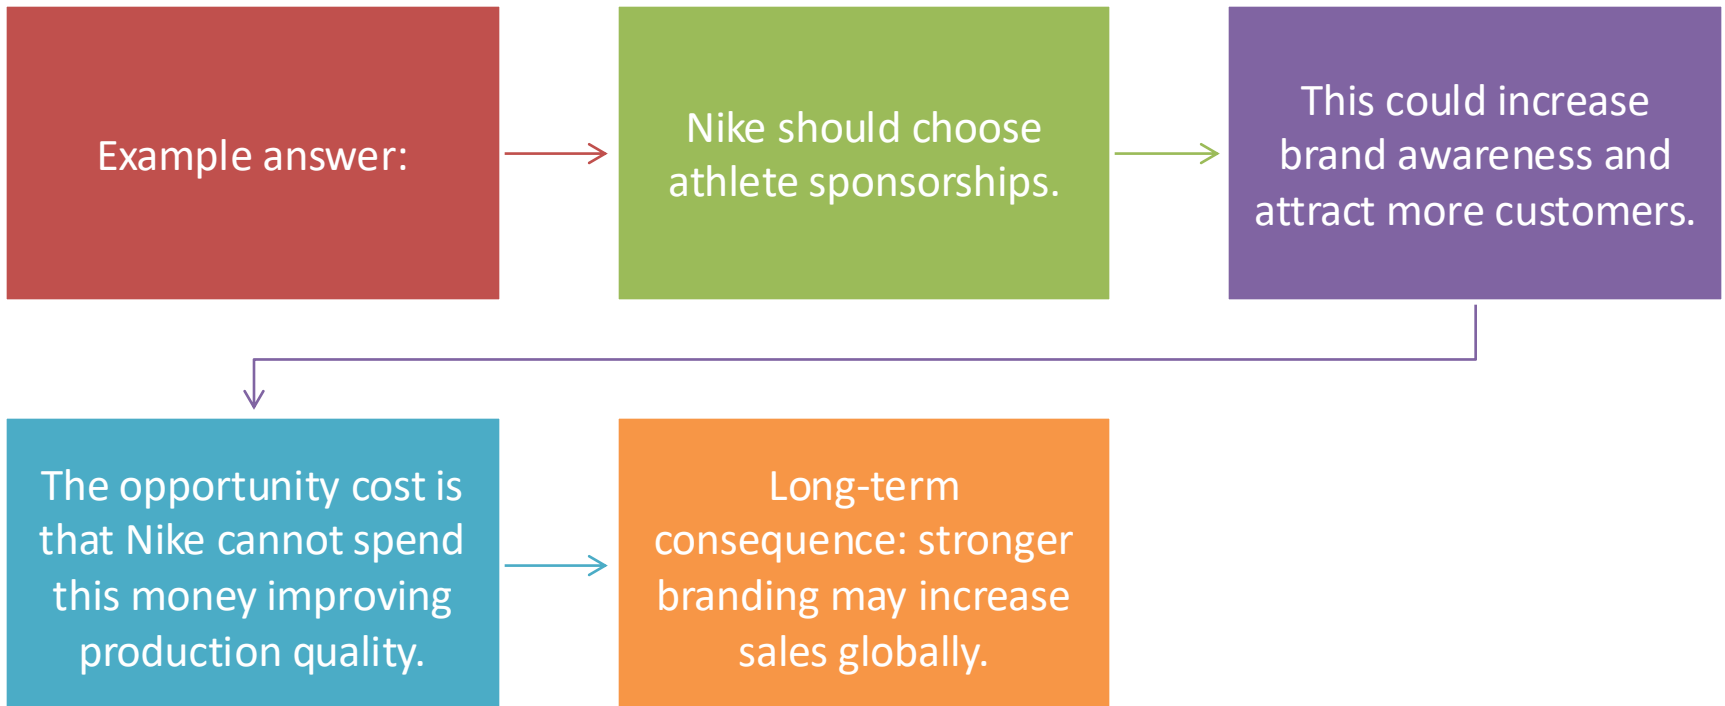 Example answer:
Nike should choose
athlete sponsorships.
This could increase
brand awareness and
attract more customers.
The opportunity cost is
that Nike cannot spend
this money improving
production quality.
Long-term
consequence: stronger
branding may increase
sales globally.